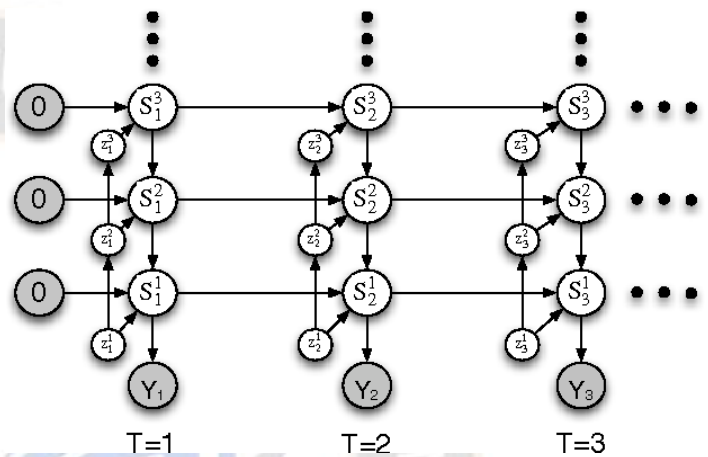 0 S₁³ S₂³ S₃³
z₁³ z₂³ z₃³
0 S₁² S₂² S₃²
z₁² z₂² z₂²
0 S₁¹ S₂¹ S₃¹
z₁¹ z₂¹ z₃¹
Y₁ Y₂ Y₃
T=1 T=2 T=3